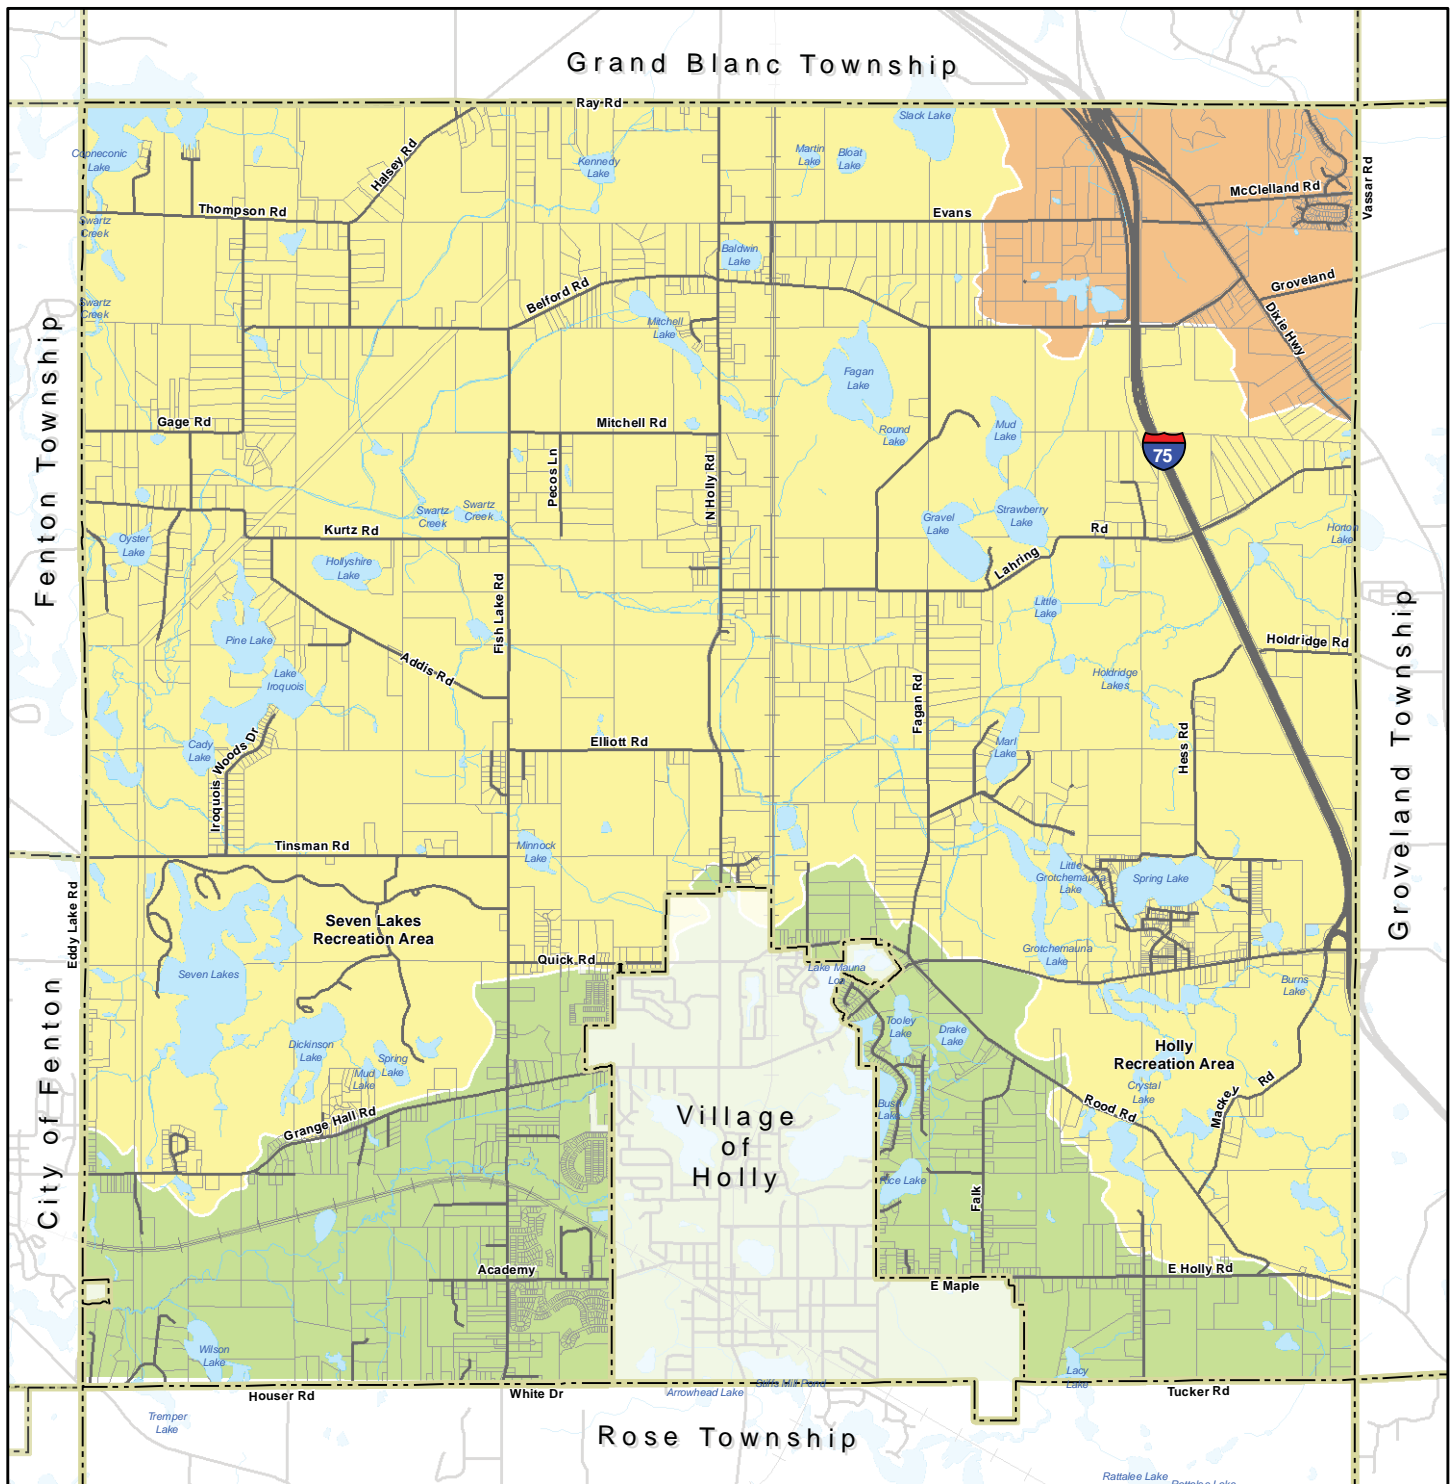 Grand Blanc Township
Ray Rd
Slack Lake
Copneconic
Lake
Halsey Rd
Kennedy
Lake
Martin
Lake
Bloat
Lake
McClelland Rd
Vassar Rd
Thompson Rd
Evans
Swartz
Creek
Baldwin
Lake
Groveland
Belford Rd
Swartz
Creek
Mitchell
Lake
Dixie Hwy
Fenton Township
Fagan
Lake
Gage Rd
Mitchell Rd
Round
Lake
Mud
Lake
75
Pecos Ln
N Holly Rd
Swartz
Creek
Swartz
Creek
Kurtz Rd
Gravel
Lake
Strawberry
Lake
Rd
Lahring
Horton
Lake
Oyster
Lake
Hollyshire
Lake
Fish Lake Rd
Little
Lake
Pine Lake
Holdridge Rd
Groveland Township
Addis Rd
Lake
Iroquois
Holdridge
Lakes
Fagan Rd
Cady
Lake
Iroquois Woods Dr
Elliott Rd
Marl
Lake
Hess Rd
Tinsman Rd
Minnock
Lake
Little
Grotchemauna
Lake
Spring Lake
Eddy Lake Rd
Seven Lakes
Recreation Area
Seven Lakes
Quick Rd
Lake Mauna
Loa
Grotchemauna
Lake
Burns
Lake
City of Fenton
Dickinson
Lake
Mud
Lake
Spring
Lake
Tooley
Lake
Drake
Lake
Holly
Recreation Area
Crystal
Lake
Grange Hall Rd
Village
of
Holly
Bush
Lake
Rood Rd
Mackey Rd
Rice Lake
Falk
Academy
E Maple
E Holly Rd
Wilson
Lake
Lacy
Lake
Houser Rd
White Dr
Arrowhead Lake
Stiffs Mill Pond
Tucker Rd
Tremper
Lake
Rose Township
Rattalee Lake
Rattalee Lake